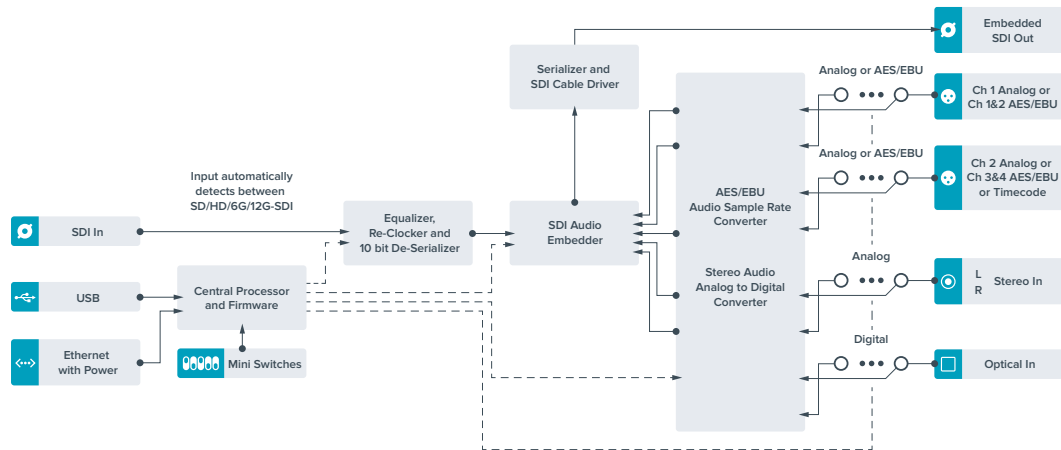 Embedded
SDI Out
Serializer and
SDI Cable Driver
Analog or AES/EBU
Ch 1 Analog or
Ch 1&2 AES/EBU
Analog or AES/EBU
Ch 2 Analog or
Ch 3&4 AES/EBU
or Timecode
Input automatically
detects between
SD/HD/6G/12G-SDI
SDI In
Equalizer,
Re-Clocker and
10 bit De-Serializer
SDI Audio
Embedder
AES/EBU
Audio Sample Rate
Converter
Stereo Audio
Analog to Digital
Converter
Analog
L
R
Stereo In
USB
Central Processor
and Firmware
Ethernet
with Power
Mini Switches
Digital
Optical In